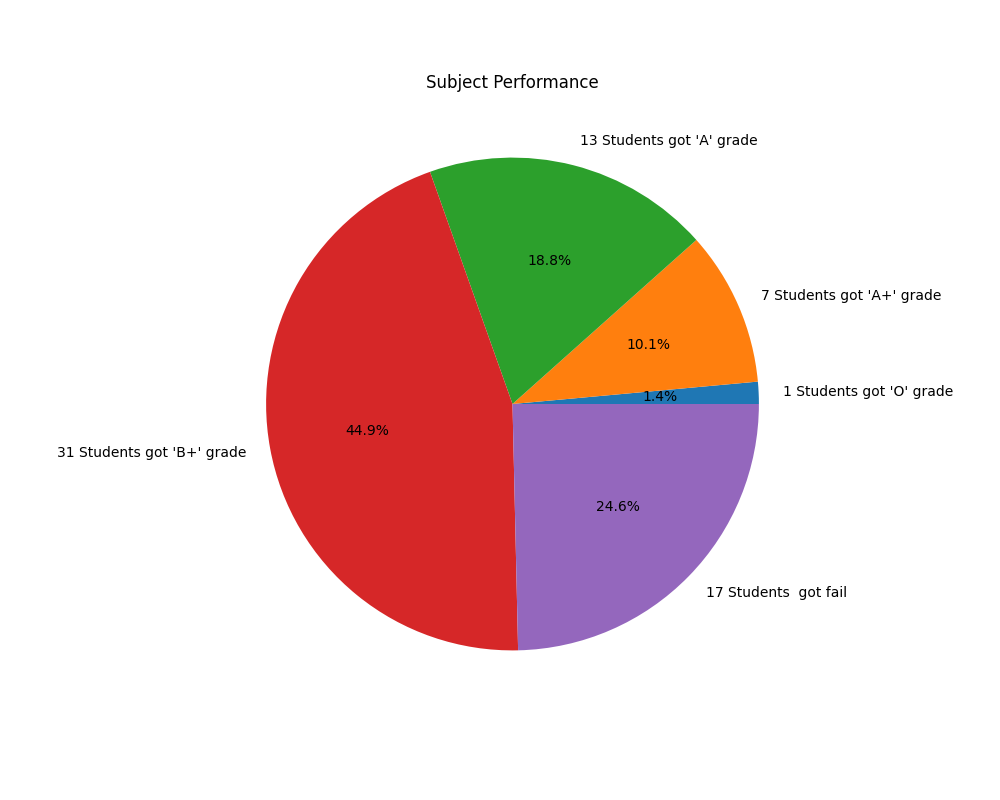 Subject Performance
13 Students got 'A' grade
18.8%
7 Students got 'A+' grade
10.1%
1 Students got 'O' grade
1.4%
44.9%
31 Students got 'B+' grade
24.6%
17 Students  got fail